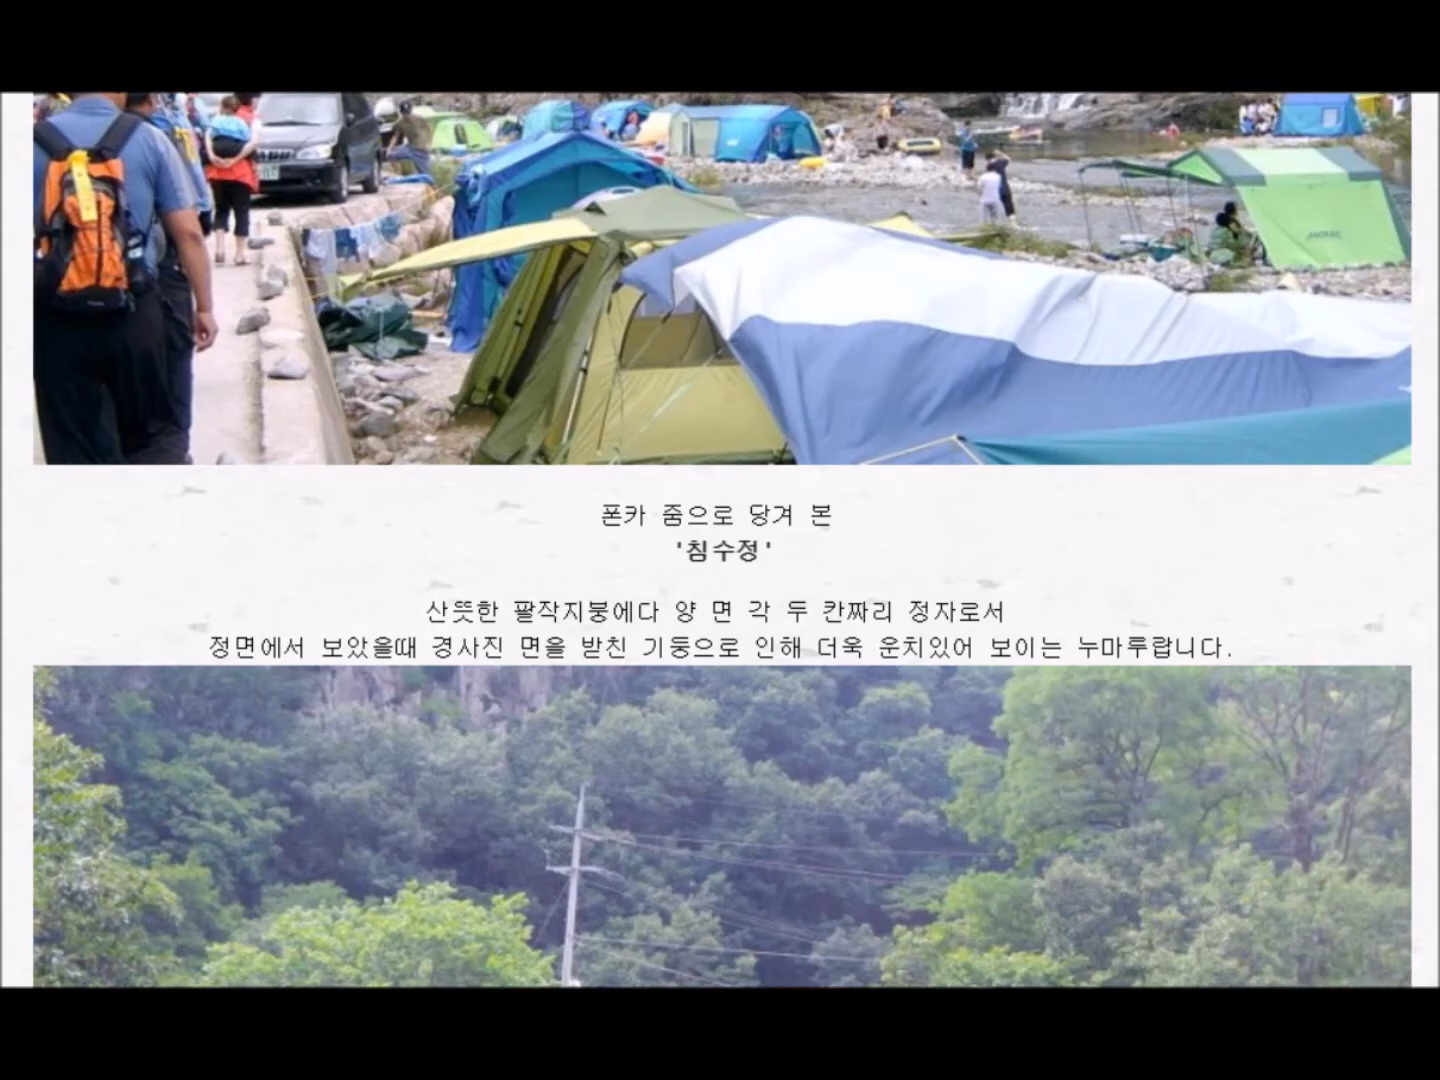 폰카 줌으로 당겨 본
'침수정'
산뜻한 팔작지붕에다 양 면 각 두 칸짜리 정자로서
정면에서 보았을때 경사진 면을 받친 기둥으로 인해 더욱 운치있어 보이는 누마루랍니다.